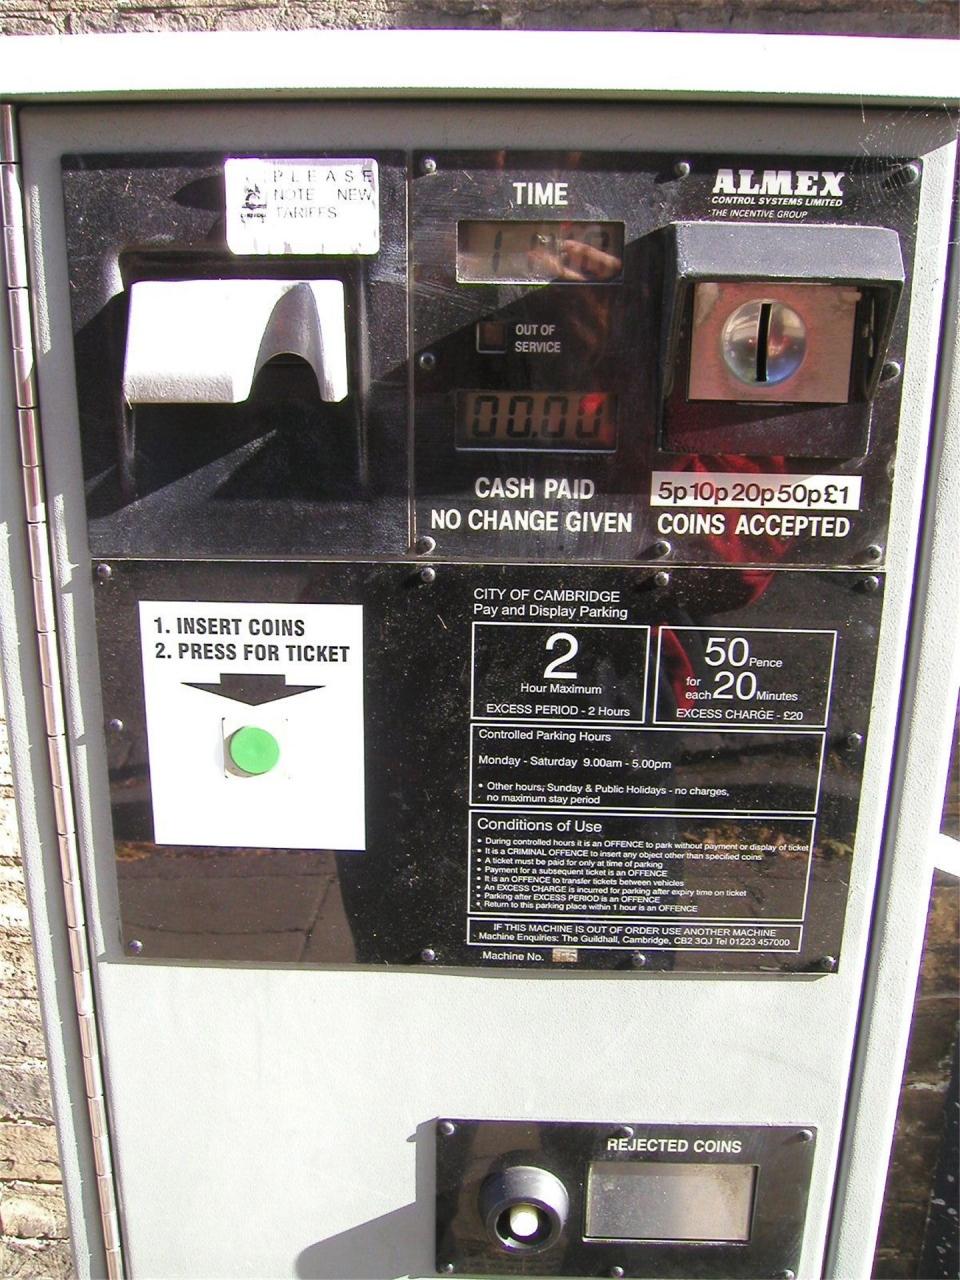 PLEASE
NOTE NEW
TARIFFS
TIME
ALMEX
CONTROL SYSTEMS LIMITED
THE INCENTIVE GROUP
OUT OF
SERVICE
00.00
CASH PAID
NO CHANGE GIVEN
5p10p20p50p£1
COINS ACCEPTED
1. INSERT COINS
2. PRESS FOR TICKET
CITY OF CAMBRIDGE
Pay and Display Parking
2
Hour Maximum
EXCESS PERIOD - 2 Hours
50 Pence
for
each 20 Minutes
EXCESS CHARGE - £20
Controlled Parking Hours
Monday - Saturday 9.00am - 5.00pm
• Other hours, Sunday & Public Holidays - no charges,
no maximum stay period
Conditions of Use
• During controlled hours it is an OFFENCE to park without payment or display of ticket
• It is a CRIMINAL OFFENCE to insert any object other than specified coins
• A ticket must be paid for only at time of parking
• Payment for a subsequent ticket is an OFFENCE
• It is an OFFENCE to transfer tickets between vehicles
• An EXCESS CHARGE is incurred for parking after expiry time on ticket
• Parking after EXCESS PERIOD is an OFFENCE
• Return to this parking place within 1 hour is an OFFENCE
IF THIS MACHINE IS OUT OF ORDER USE ANOTHER MACHINE
Machine Enquiries: The Guildhall, Cambridge, CB2 3QJ Tel 01223 457000
Machine No.
REJECTED COINS